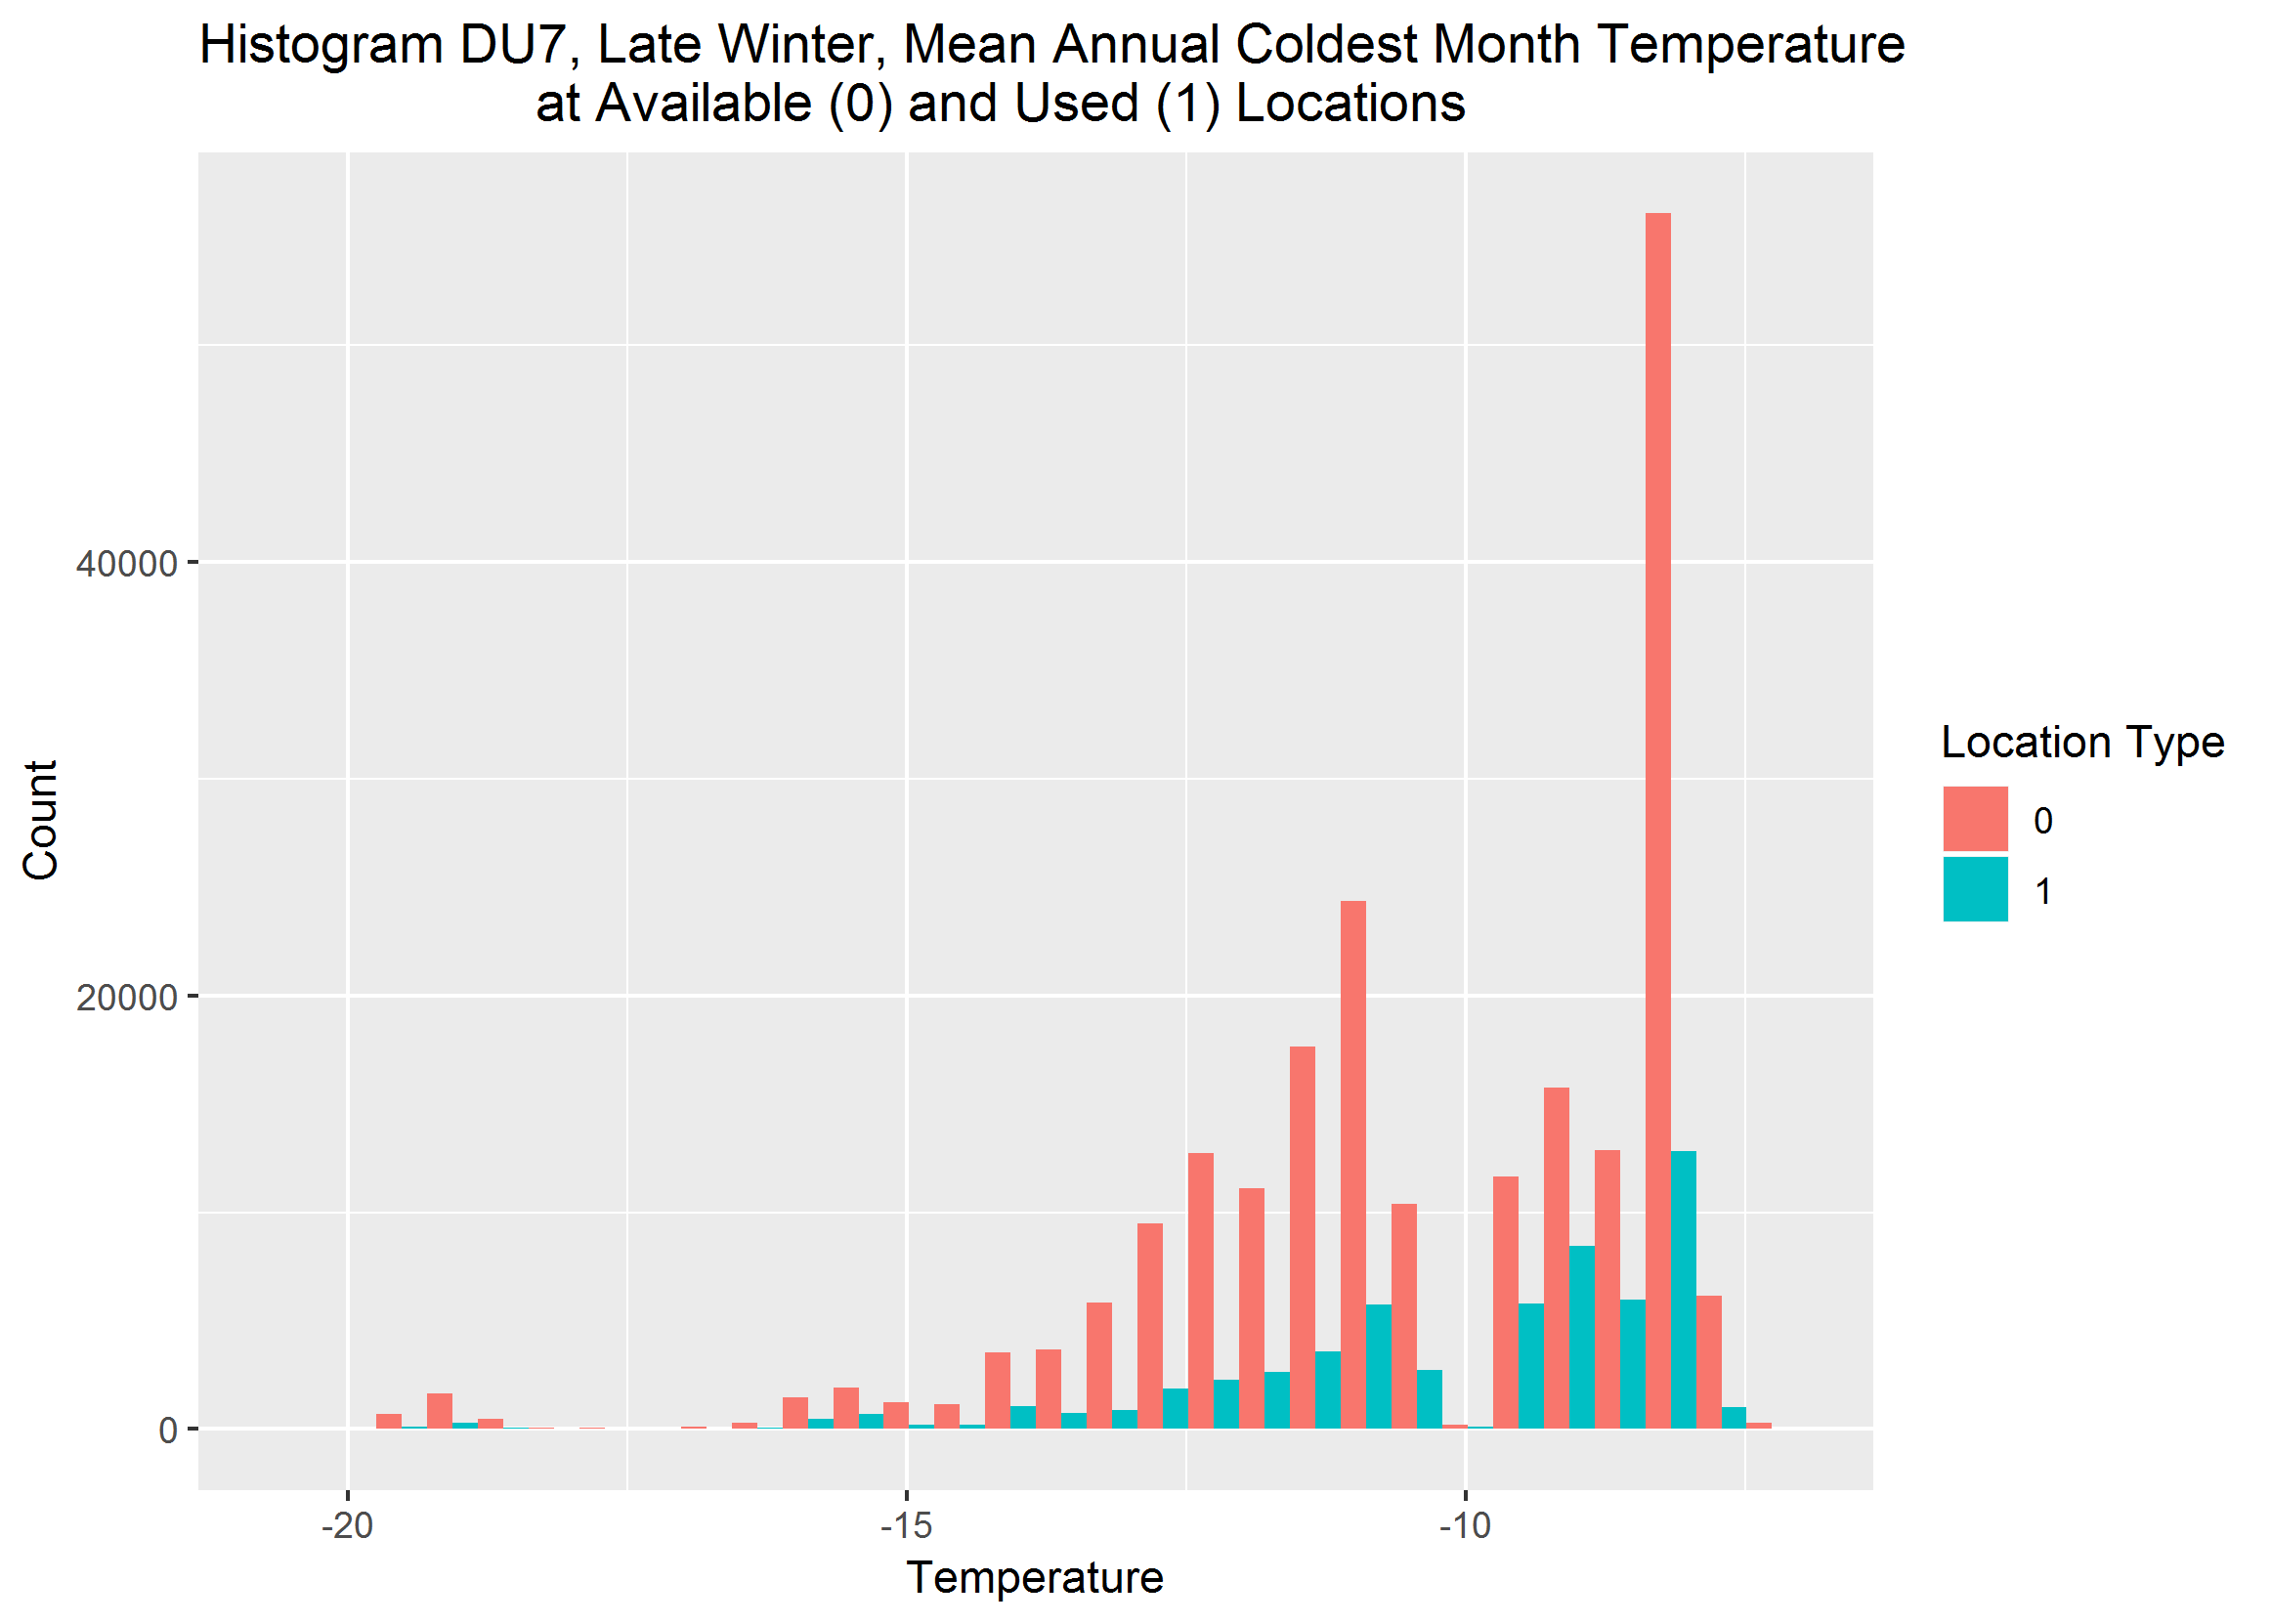 Histogram DU7, Late Winter, Mean Annual Coldest Month Temperature
at Available (0) and Used (1) Locations
Count
40000
20000
0
-20
-15
-10
Temperature
Location Type
0
1